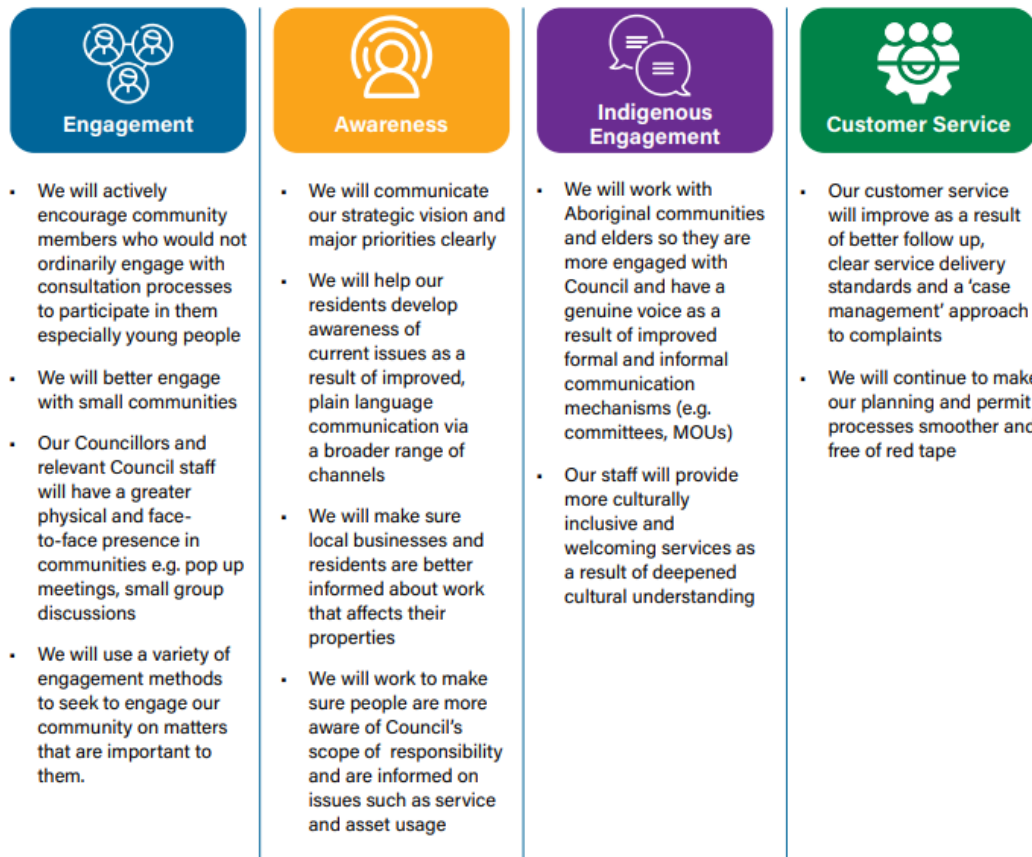 Engagement
▪ We will actively
encourage community
members who would not
ordinarily engage with
consultation processes
to participate in them
especially young people
▪ We will better engage
with small communities
▪ Our Councillors and
relevant Council staff
will have a greater
physical and face-
to-face presence in
communities e.g. pop up
meetings, small group
discussions
▪ We will use a variety of
engagement methods
to seek to engage our
community on matters
that are important to
them.
Awareness
▪ We will communicate
our strategic vision and
major priorities clearly
▪ We will help our
residents develop
awareness of
current issues as a
result of improved,
plain language
communication via
a broader range of
channels
▪ We will make sure
local businesses and
residents are better
informed about work
that affects their
properties
▪ We will work to make
sure people are more
aware of Council's
scope of responsibility
and are informed on
issues such as service
and asset usage
Indigenous
Engagement
▪ We will work with
Aboriginal communities
and elders so they are
more engaged with
Council and have a
genuine voice as a
result of improved
formal and informal
communication
mechanisms (e.g.
committees, MOUs)
▪ Our staff will provide
more culturally
inclusive and
welcoming services as
a result of deepened
cultural understanding
Customer Service
▪ Our customer service
will improve as a result
of better follow up,
clear service delivery
standards and a 'case
management' approach
to complaints
▪ We will continue to make
our planning and permit
processes smoother and
free of red tape